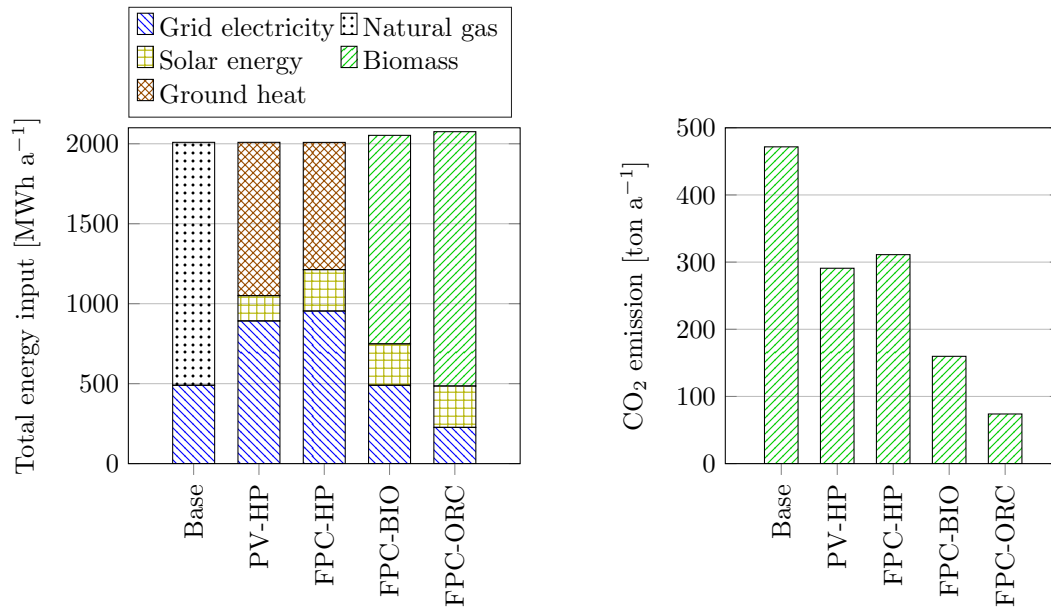 Grid electricity Natural gas
Solar energy Biomass
Ground heat
Total energy input [MWh a⁻¹]
2000
1500
1000
500
0
Base
PV-HP
FPC-HP
FPC-BIO
FPC-ORC
CO₂ emission [ton a⁻¹]
500
400
300
200
100
0
Base
PV-HP
FPC-HP
FPC-BIO
FPC-ORC